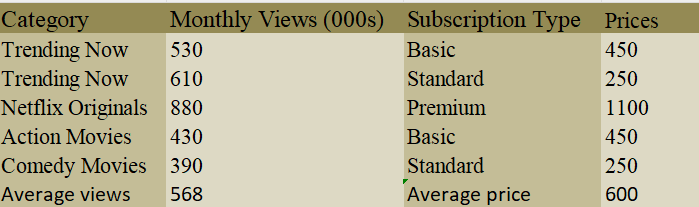 Category Monthly Views (000s) Subscription Type Prices
Trending Now 530 Basic 450
Trending Now 610 Standard 250
Netflix Originals 880 Premium 1100
Action Movies 430 Basic 450
Comedy Movies 390 Standard 250
Average views 568 Average price 600